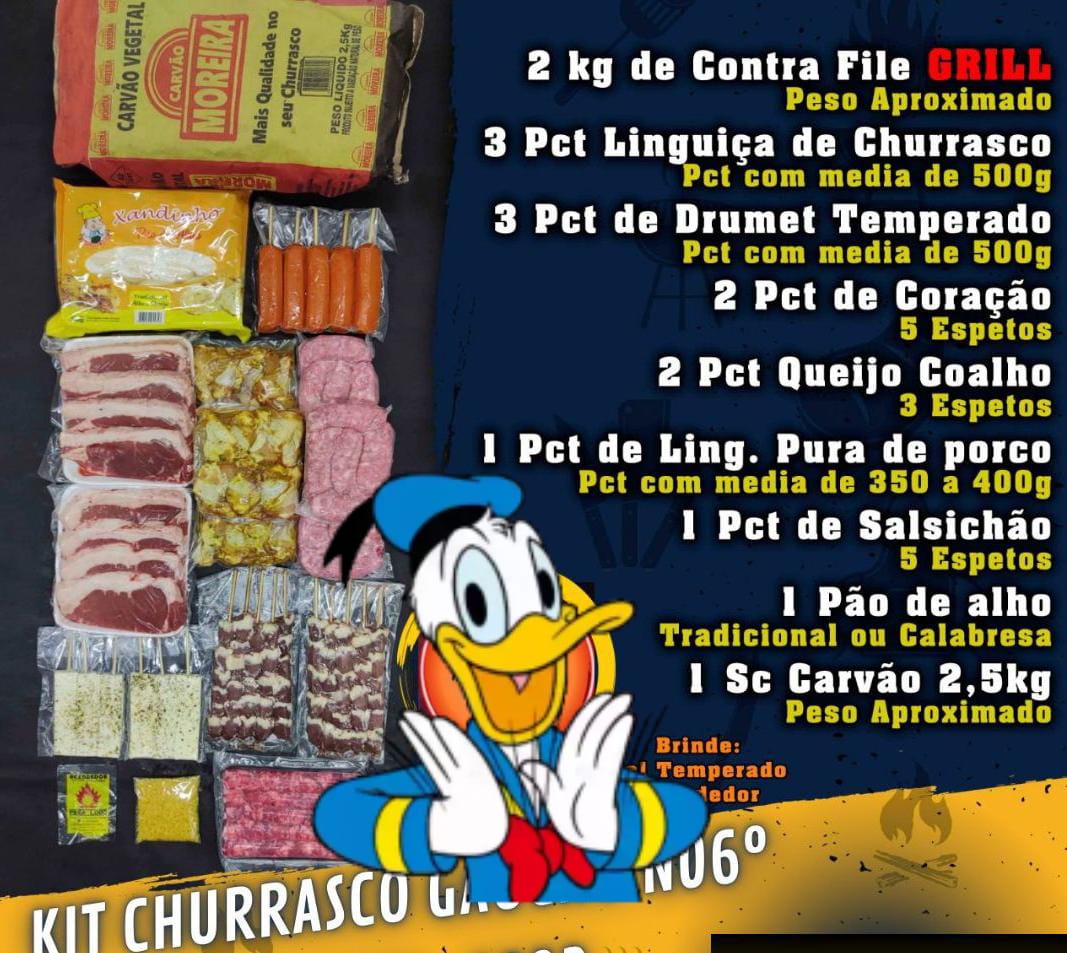 CARVÃO VEGETAL
CARVÃO
MOREIRA
Mais Qualidade no
seu Churrasco
PESO LIQUIDO 2,5Kg
Xandinho
2 kg de Contra File GRILL
Peso Aproximado
3 Pct Linguiça de Churrasco
Pct com media de 500g
3 Pct de Drumet Temperado
Pct com media de 500g
2 Pct de Coração
5 Espetos
2 Pct Queijo Coalho
3 Espetos
1 Pct de Ling. Pura de porco
Pct com media de 350 a 400g
1 Pct de Salsichão
5 Espetos
1 Pão de alho
Tradicional ou Calabresa
1 Sc Carvão 2,5kg
Peso Aproximado
Brinde:
Temperado
KIT CHURRASCO N06º